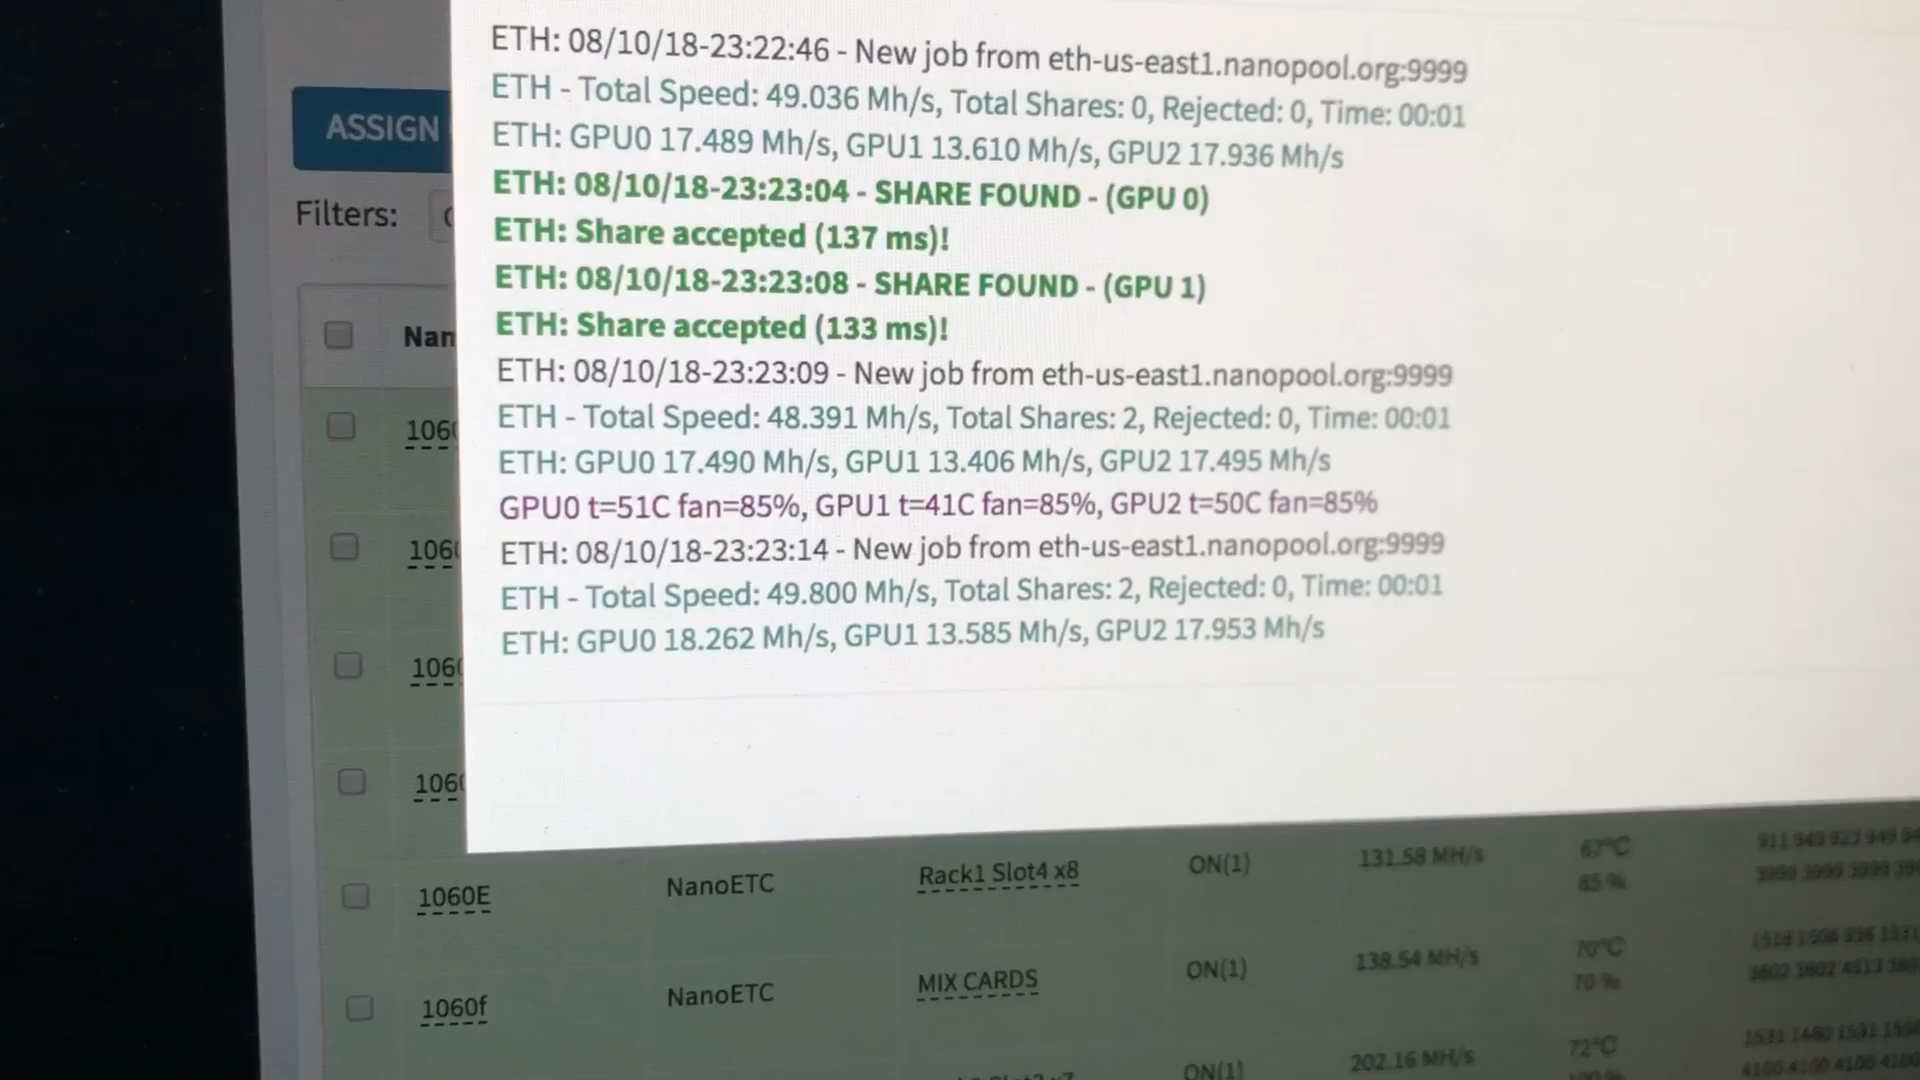 ETH: 08/10/18-23:22:46 - New job from eth-us-east1.nanopool.org:9999
ETH - Total Speed: 49.036 Mh/s, Total Shares: 0, Rejected: 0, Time: 00:01
ETH: GPU0 17.489 Mh/s, GPU1 13.610 Mh/s, GPU2 17.936 Mh/s
ETH: 08/10/18-23:23:04 - SHARE FOUND - (GPU 0)
ETH: Share accepted (137 ms)!
ETH: 08/10/18-23:23:08 - SHARE FOUND - (GPU 1)
ETH: Share accepted (133 ms)!
ETH: 08/10/18-23:23:09 - New job from eth-us-east1.nanopool.org:9999
ETH - Total Speed: 48.391 Mh/s, Total Shares: 2, Rejected: 0, Time: 00:01
ETH: GPU0 17.490 Mh/s, GPU1 13.406 Mh/s, GPU2 17.495 Mh/s
GPU0 t=51C fan=85%, GPU1 t=41C fan=85%, GPU2 t=50C fan=85%
ETH: 08/10/18-23:23:14 - New job from eth-us-east1.nanopool.org:9999
ETH - Total Speed: 49.800 Mh/s, Total Shares: 2, Rejected: 0, Time: 00:01
ETH: GPU0 18.262 Mh/s, GPU1 13.585 Mh/s, GPU2 17.953 Mh/s
ASSIGN
Filters:
Nam
106
106
106
106
1060E NanoETC Rack1 Slot4 x8 ON(1) 131.58 MH/s 67°C
85 %
1060f NanoETC MIX CARDS ON(1) 138.54 MH/s 70°C
70 %
ON(1) 202.16 MH/s 72°C